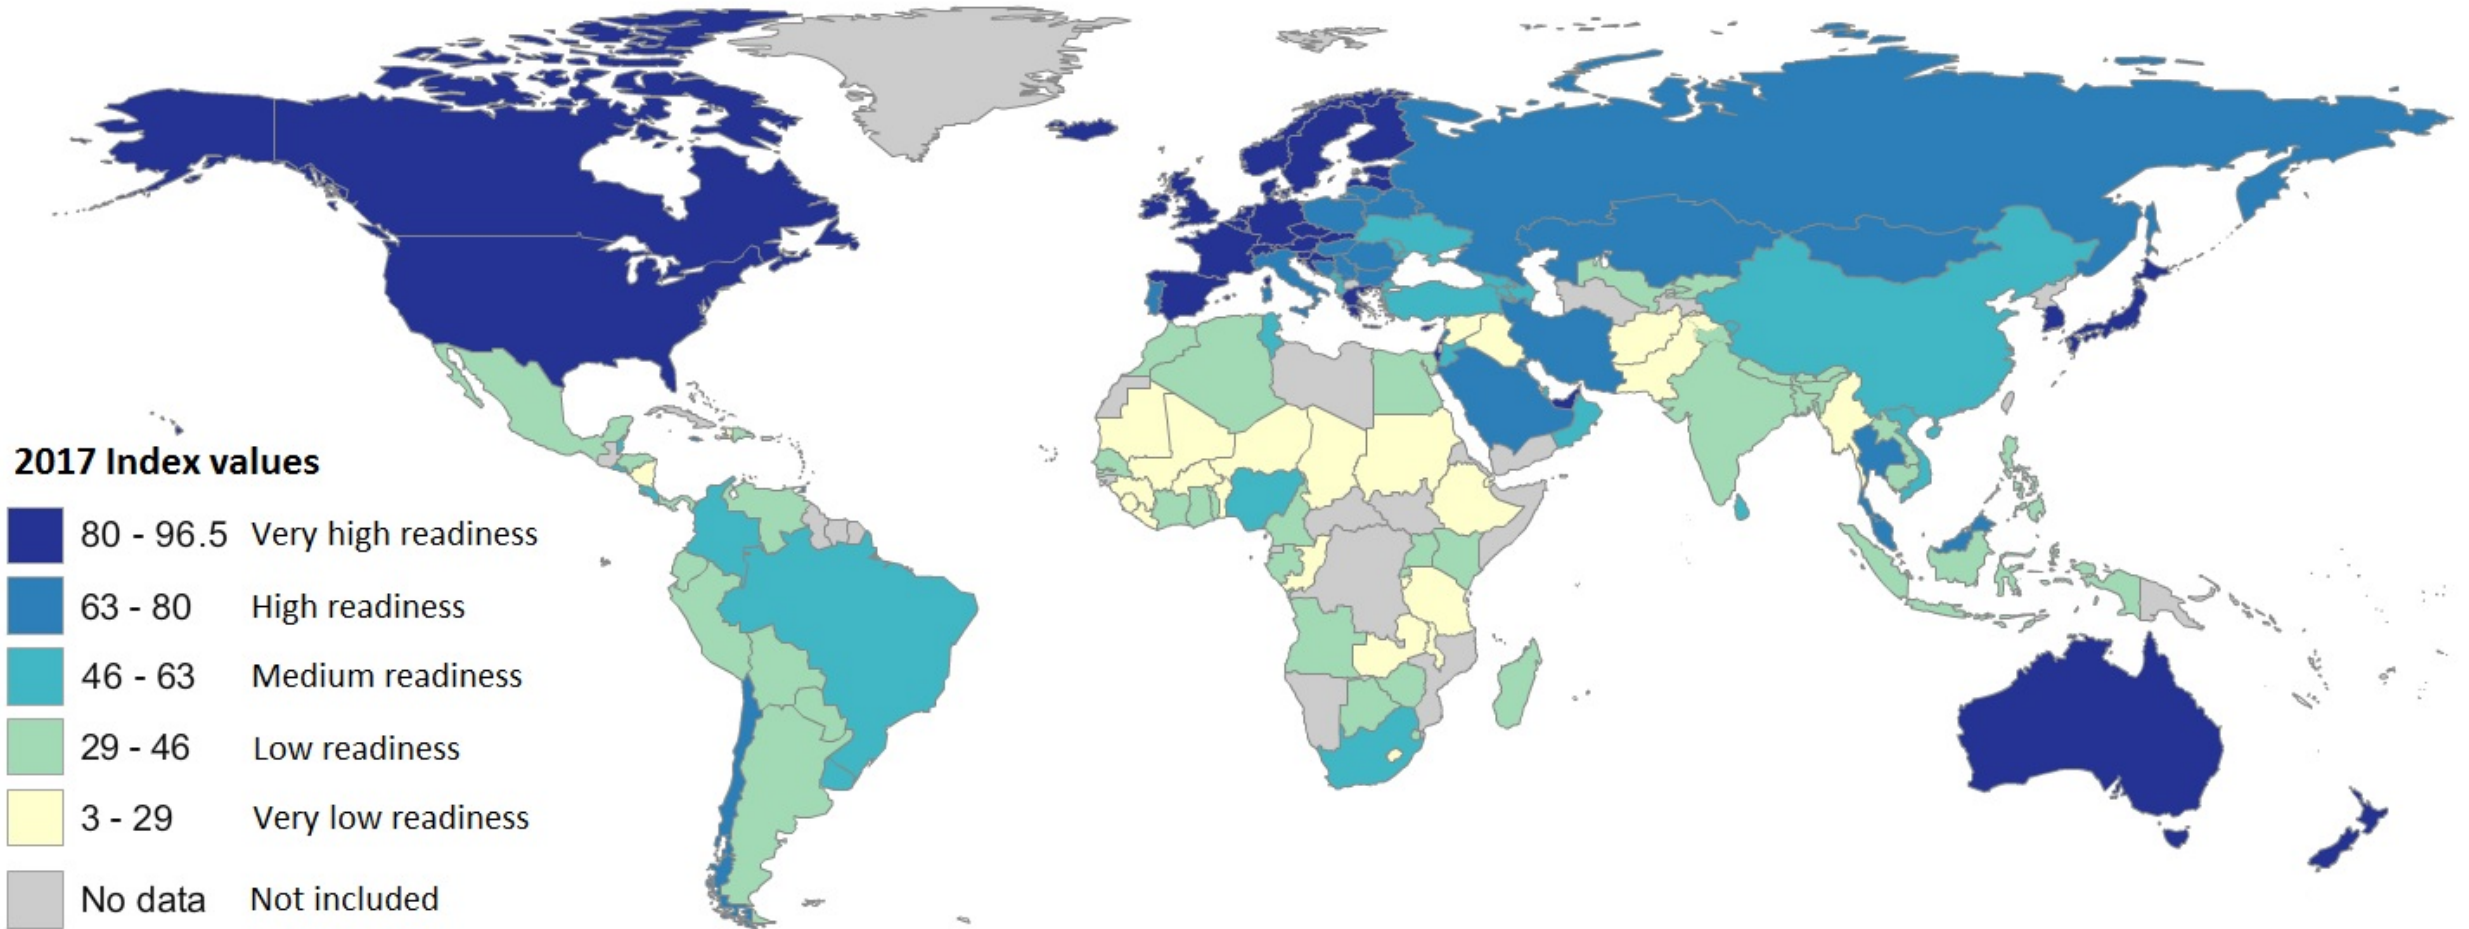 2017 Index values
80 - 96.5 Very high readiness
63 - 80 High readiness
46 - 63 Medium readiness
29 - 46 Low readiness
3 - 29 Very low readiness
No data Not included